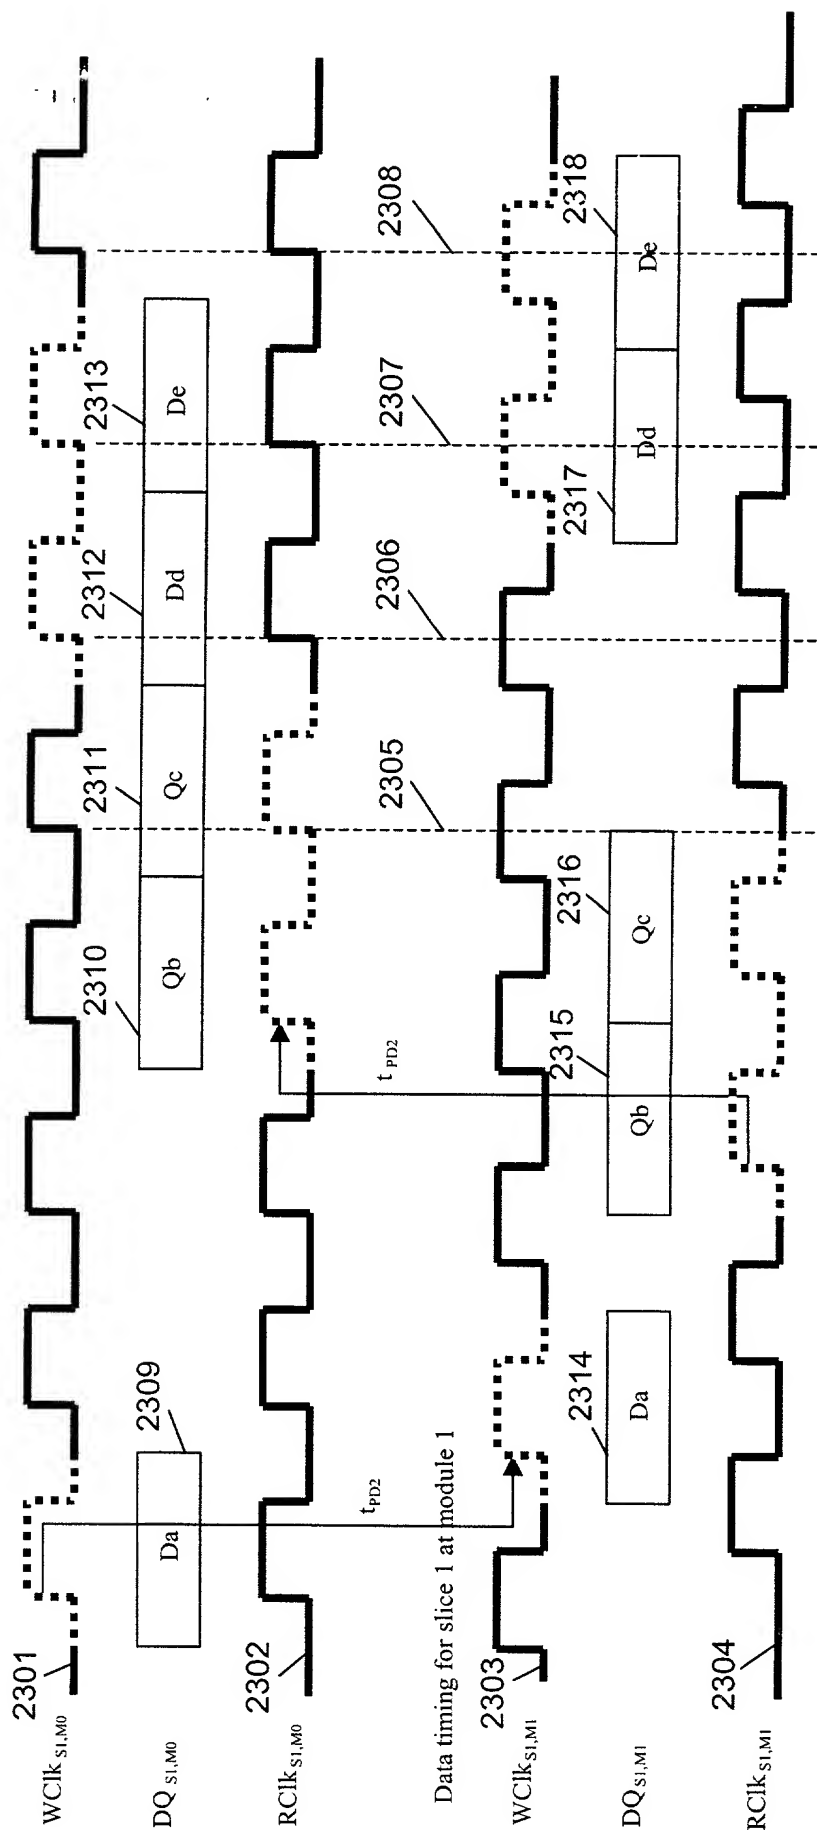 2301
WClk S1,M0
2309
Da
DQ S1,M0
2310
Qb
2311
Qc
2312
Dd
2313
De
2302
RClk S1,M0
tPD2
tPD2
2305
2306
2307
2308
Data timing for slice 1 at module 1
2303
WClk S1,M1
2314
Da
DQ S1,M1
2315
Qb
2316
Qc
2317
Dd
2318
De
2304
RClk S1,M1